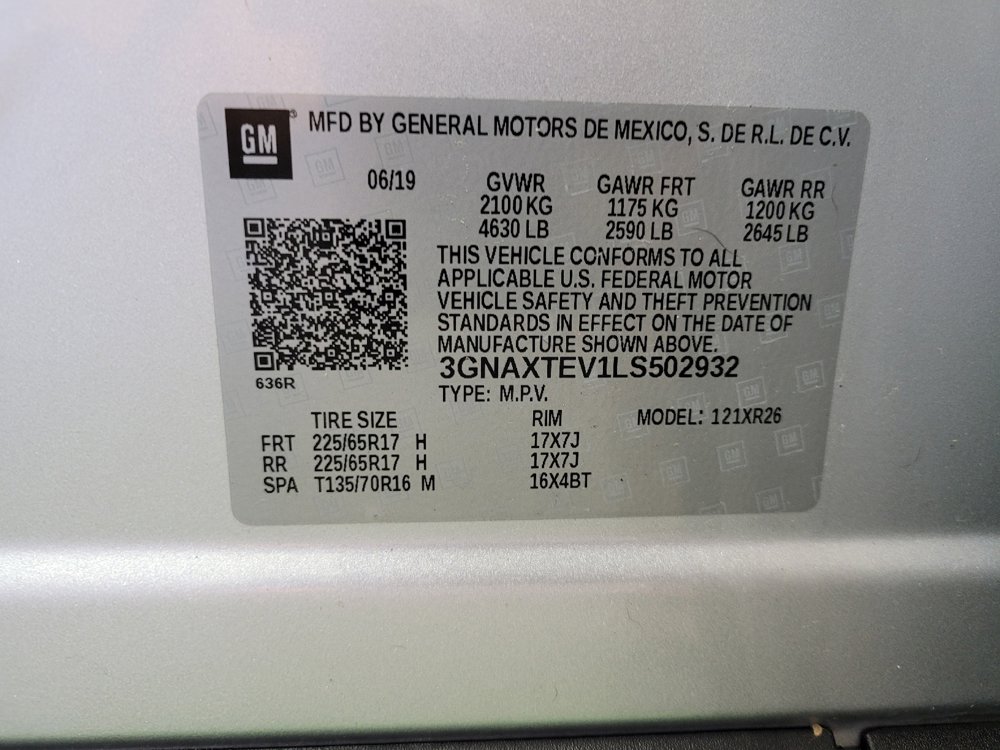 GM
MFD BY GENERAL MOTORS DE MEXICO, S. DE R.L. DE C.V.
06/19 GVWR GAWR FRT GAWR RR
2100 KG 1175 KG 1200 KG
4630 LB 2590 LB 2645 LB
THIS VEHICLE CONFORMS TO ALL
APPLICABLE U.S. FEDERAL MOTOR
VEHICLE SAFETY AND THEFT PREVENTION
STANDARDS IN EFFECT ON THE DATE OF
MANUFACTURE SHOWN ABOVE.
3GNAXTEV1LS502932
636R
TYPE: M.P.V.
TIRE SIZE RIM MODEL: 121XR26
FRT 225/65R17 H 17X7J
RR 225/65R17 H 17X7J
SPA T135/70R16 M 16X4BT